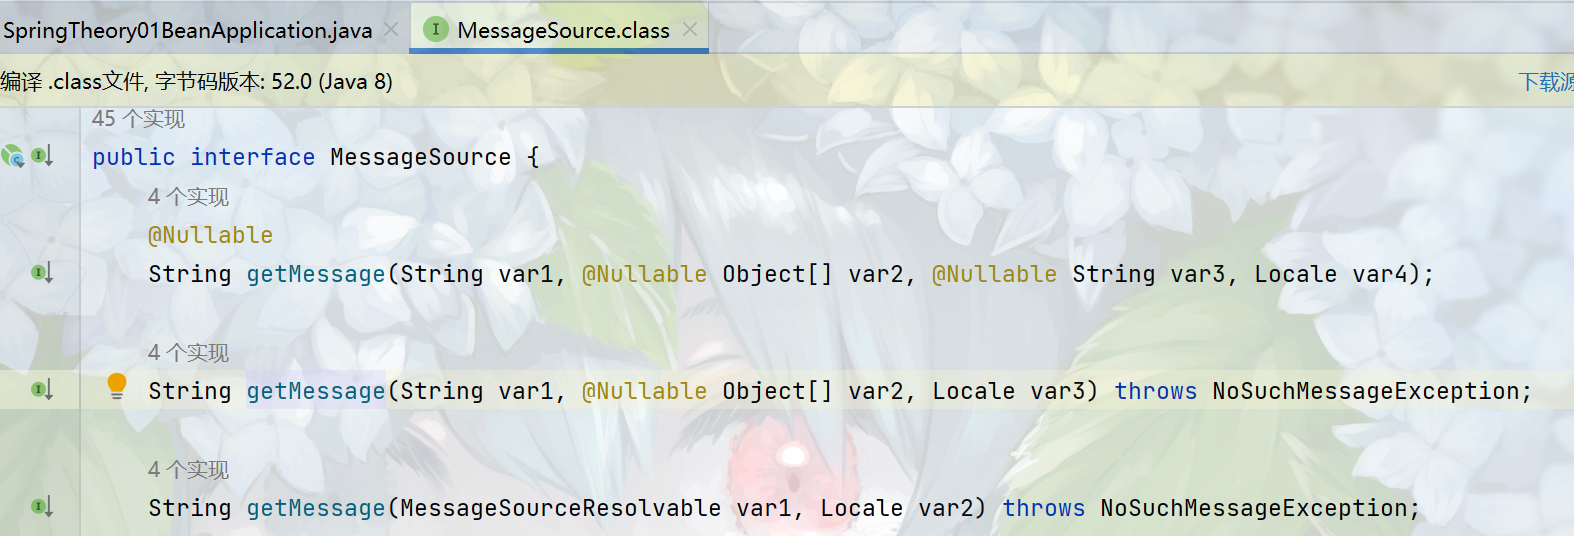 SpringTheory01BeanApplication.java MessageSource.class
编译 .class文件, 字节码版本: 52.0 (Java 8) 下载源
45 个实现
public interface MessageSource {
4 个实现
@Nullable
String getMessage(String var1, @Nullable Object[] var2, @Nullable String var3, Locale var4);
4 个实现
String getMessage(String var1, @Nullable Object[] var2, Locale var3) throws NoSuchMessageException;
4 个实现
String getMessage(MessageSourceResolvable var1, Locale var2) throws NoSuchMessageException;